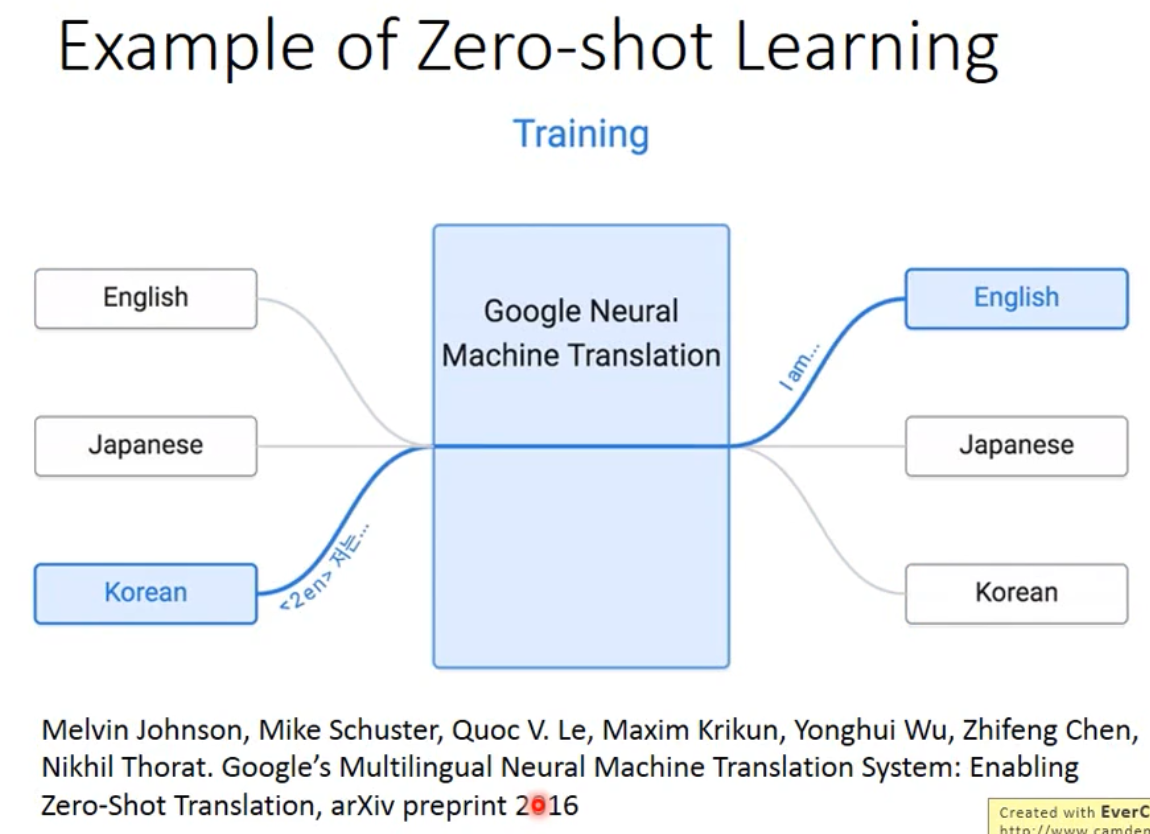 Example of Zero-shot Learning
Training
English
Japanese
Korean
<2en> 저는...
Google Neural
Machine Translation
I am...
English
Japanese
Korean
Melvin Johnson, Mike Schuster, Quoc V. Le, Maxim Krikun, Yonghui Wu, Zhifeng Chen,
Nikhil Thorat. Google's Multilingual Neural Machine Translation System: Enabling
Zero-Shot Translation, arXiv preprint 2016
Created with EverC
http://www.camden